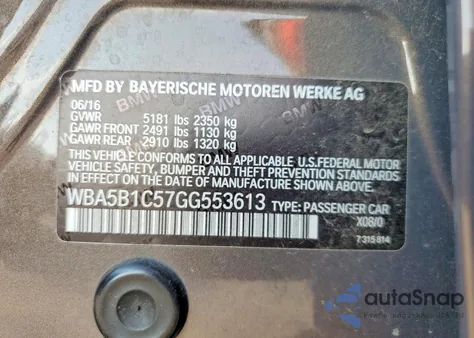 MFD BY BAYERISCHE MOTOREN WERKE AG
06/16
GVWR 5181 lbs 2350 kg
GAWR FRONT 2491 lbs 1130 kg
GAWR REAR 2910 lbs 1320 kg
THIS VEHICLE CONFORMS TO ALL APPLICABLE U.S.FEDERAL MOTOR
VEHICLE SAFETY, BUMPER AND THEFT PREVENTION STANDARDS
IN EFFECT ON THE DATE OF MANUFACTURE SHOWN ABOVE.
WBA5B1C57GG553613 TYPE: PASSENGER CAR
X08/0
7 315 814
autoSnap